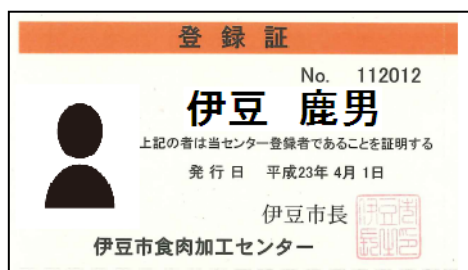 登録証
No. 112012
伊豆 鹿男
上記の者は当センター登録者であることを証明する
発行日 平成23年 4月 1日
伊豆市長
伊豆市食肉加工センター